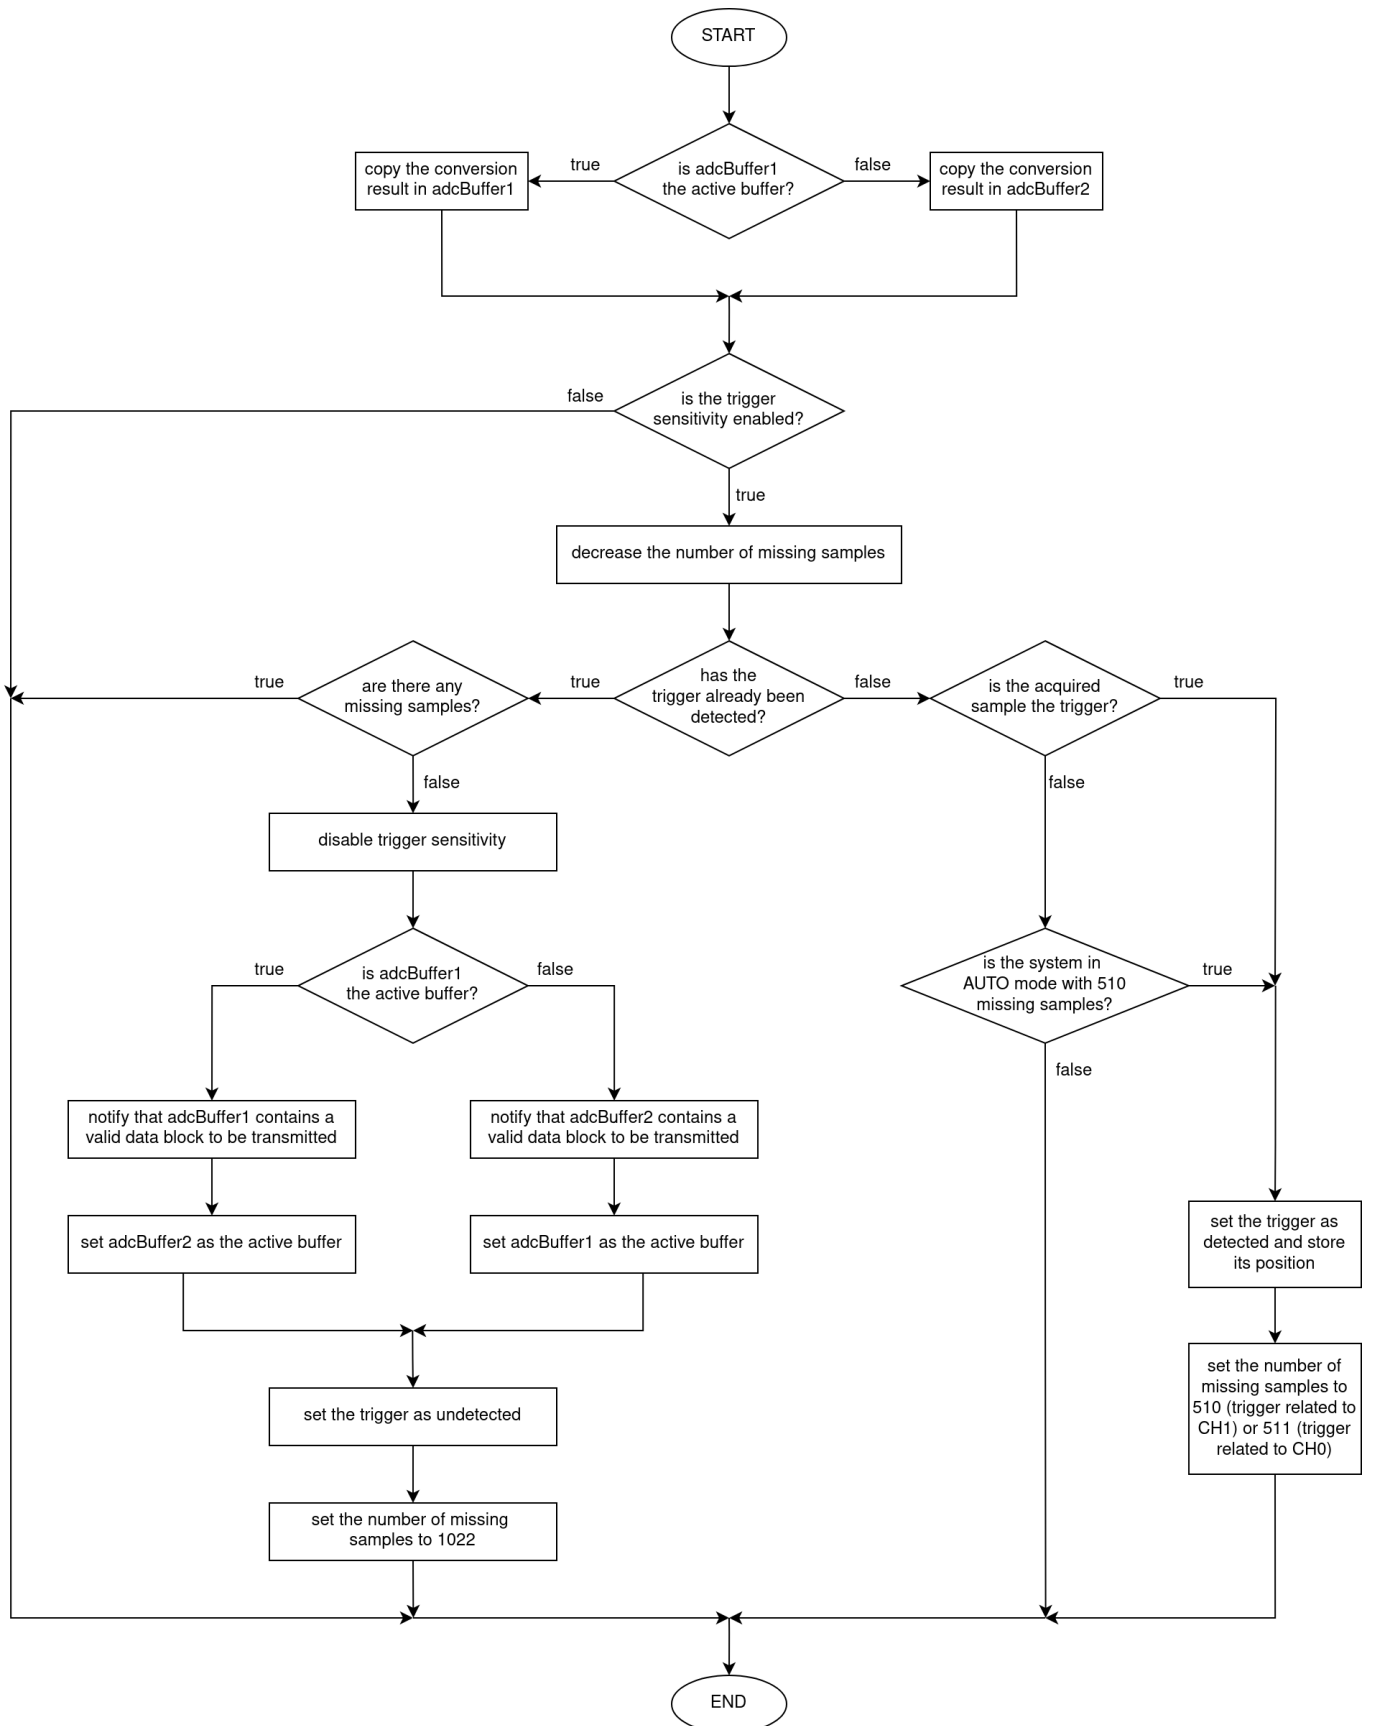 START
copy the conversion
result in adcBuffer1
true
is adcBuffer1
the active buffer?
false
copy the conversion
result in adcBuffer2
false
is the trigger
sensitivity enabled?
true
decrease the number of missing samples
true
are there any
missing samples?
true
has the
trigger already been
detected?
false
is the acquired
sample the trigger?
true
false
false
disable trigger sensitivity
true
is adcBuffer1
the active buffer?
false
is the system in
AUTO mode with 510
missing samples?
true
false
notify that adcBuffer1 contains a
valid data block to be transmitted
notify that adcBuffer2 contains a
valid data block to be transmitted
set adcBuffer2 as the active buffer
set adcBuffer1 as the active buffer
set the trigger as
detected and store
its position
set the number of
missing samples to
510 (trigger related to
CH1) or 511 (trigger
related to CH0)
set the trigger as undetected
set the number of missing
samples to 1022
END